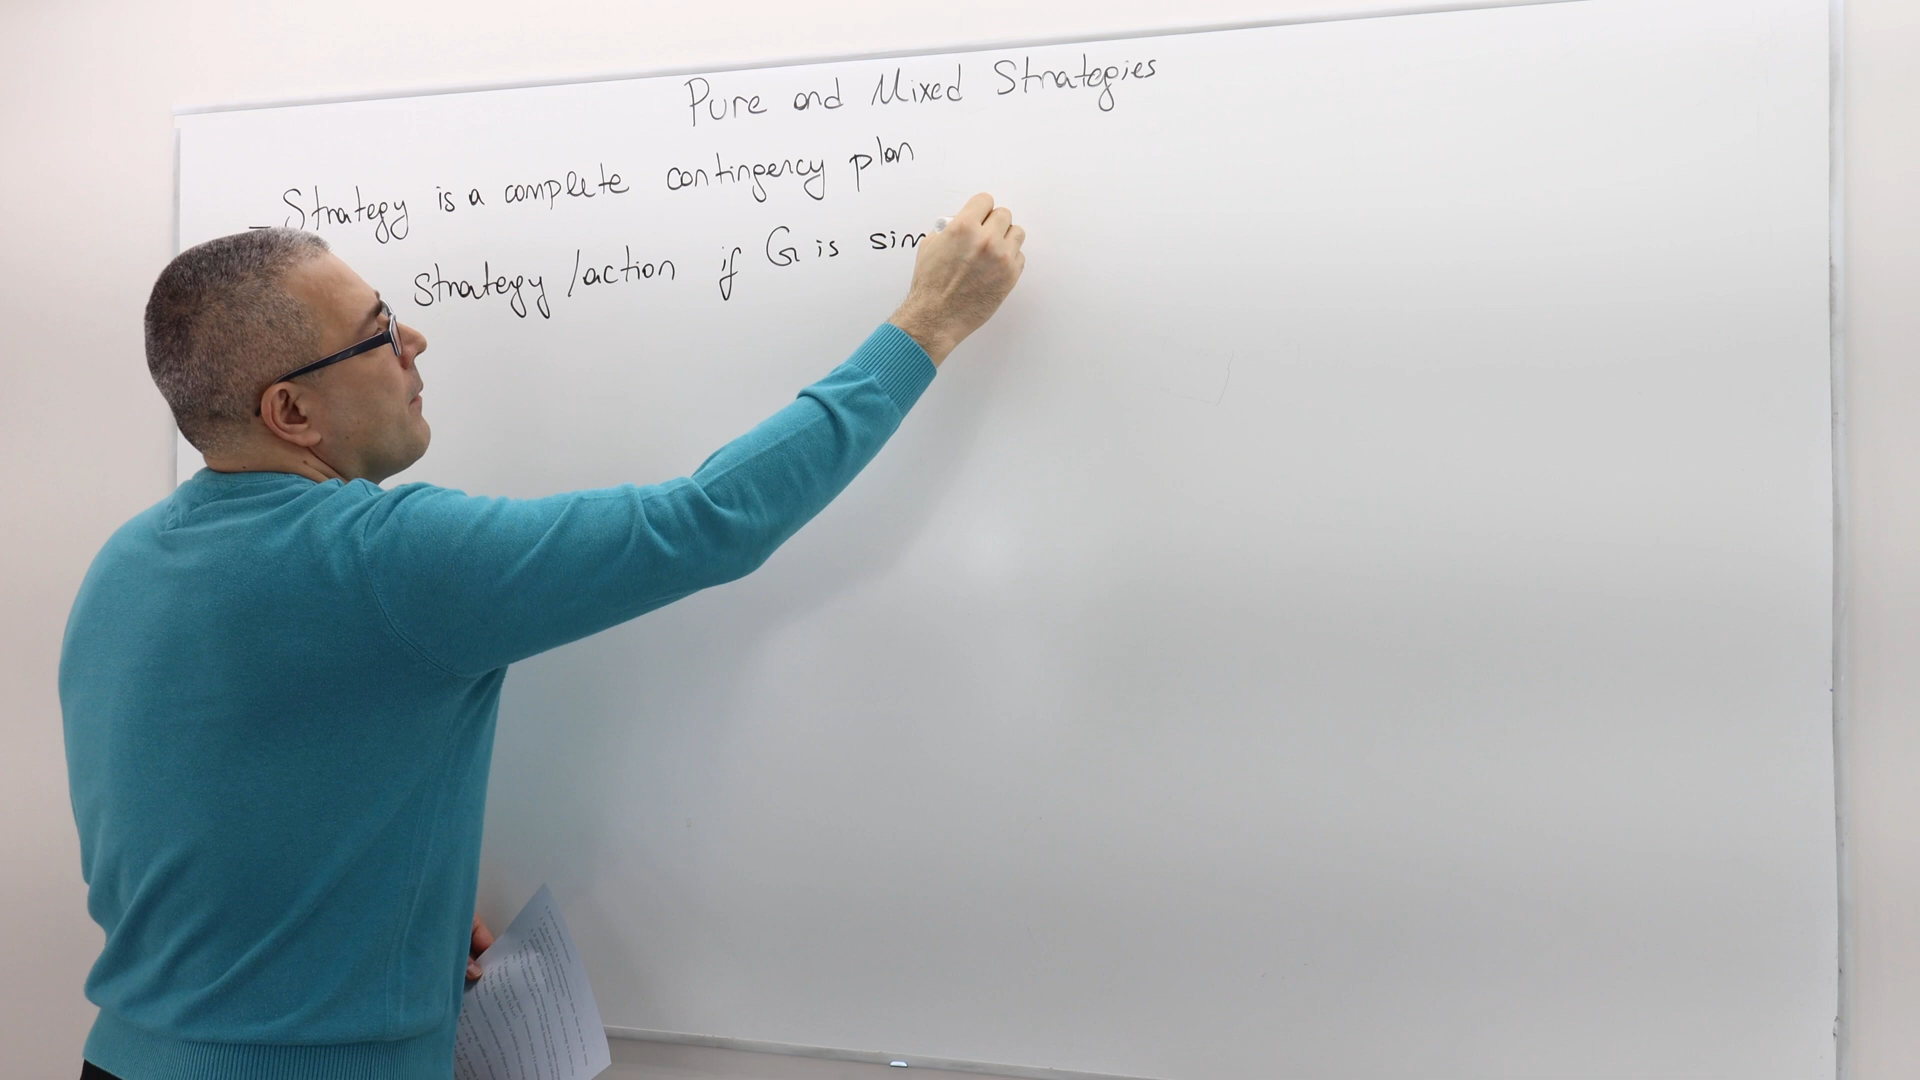 Pure and Mixed Strategies
- Strategy is a complete contingency plan
strategy /action if G is sim